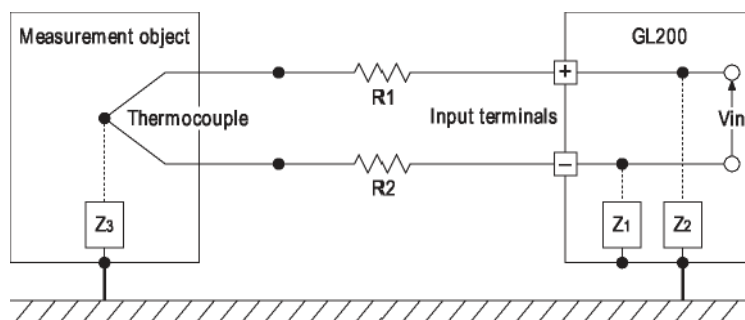 Measurement object
GL200
+
R1
Thermocouple
Input terminals
Vin
−
R2
Z3
Z1
Z2